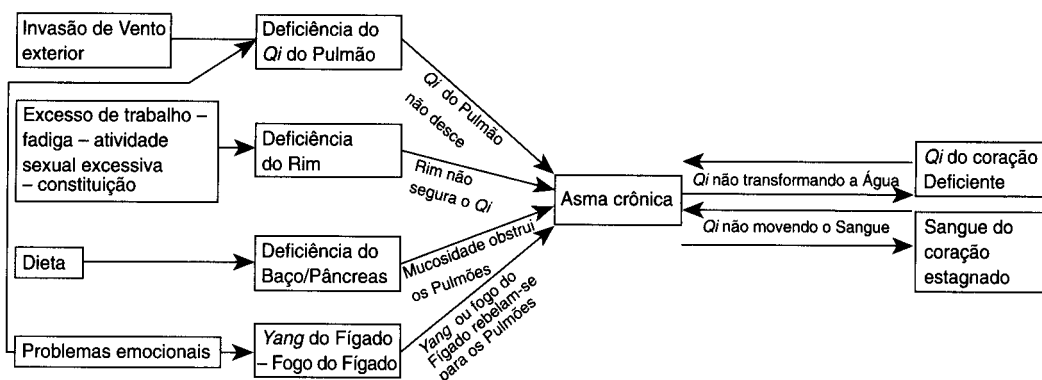 Invasão de Vento
exterior
Deficiência do
Qi do Pulmão
Qi do Pulmão
não desce
Excesso de trabalho –
fadiga – atividade
sexual excessiva
– constituição
Deficiência
do Rim
Rim não
segura o Qi
Dieta
Deficiência do
Baço/Pâncreas
Mucosidade obstrui
os Pulmões
Problemas emocionais
Yang do Fígado
– Fogo do Fígado
Yang ou fogo do
Fígado rebelam-se
para os Pulmões
Asma crônica
Qi não transformando a Água
Qi do coração
Deficiente
Qi não movendo o Sangue
Sangue do
coração
estagnado